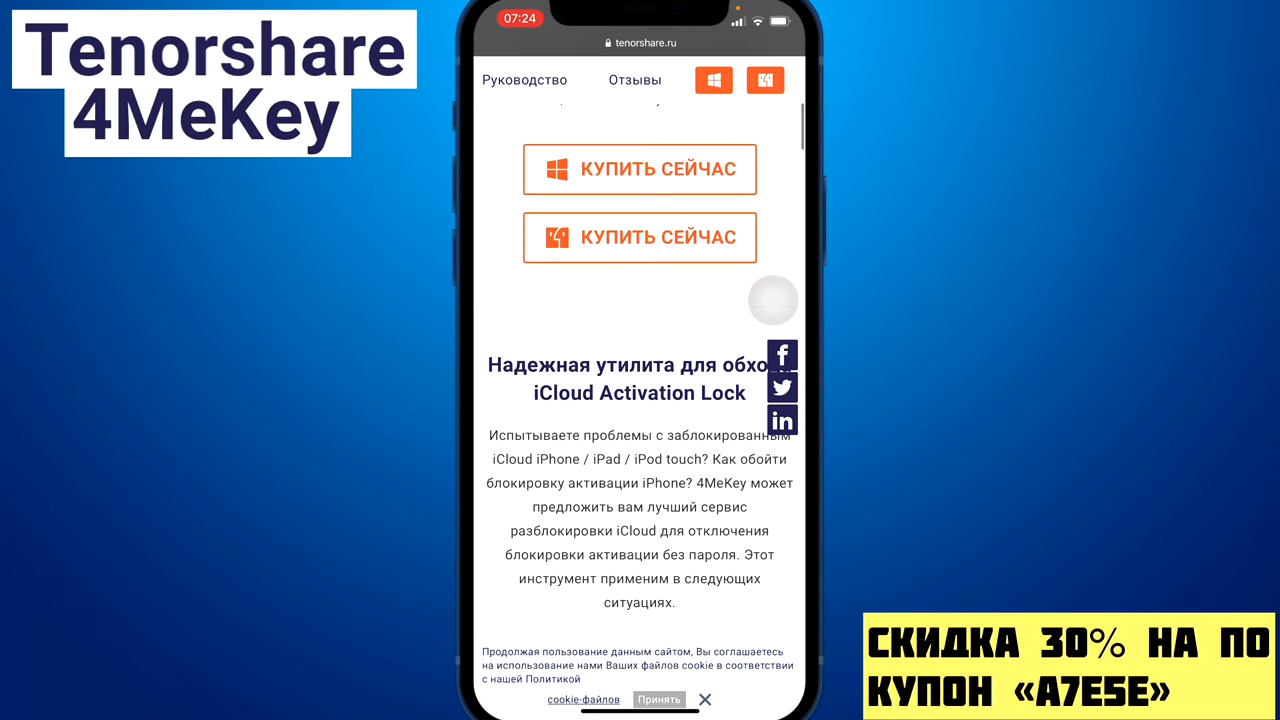 Tenorshare
4MeKey
07:24
tenorshare.ru
Руководство
Отзывы
КУПИТЬ СЕЙЧАС
КУПИТЬ СЕЙЧАС
Надежная утилита для
iCloud Activation Lock
Испытываете проблемы с заблокированным
iCloud iPhone / iPad / iPod touch? Как обойти
блокировку активации iPhone? 4MeKey может
предложить вам лучший сервис
разблокировки iCloud для отключения
блокировки активации без пароля. Этот
инструмент применим в следующих
ситуациях.
Продолжая пользование данным сайтом, Вы соглашаетесь
на использование нами Ваших файлов cookie в соответствии
с нашей Политикой
cookie-файлов Принять
СКИДКА 30% НА ПО
КУПОН «A7E5E»